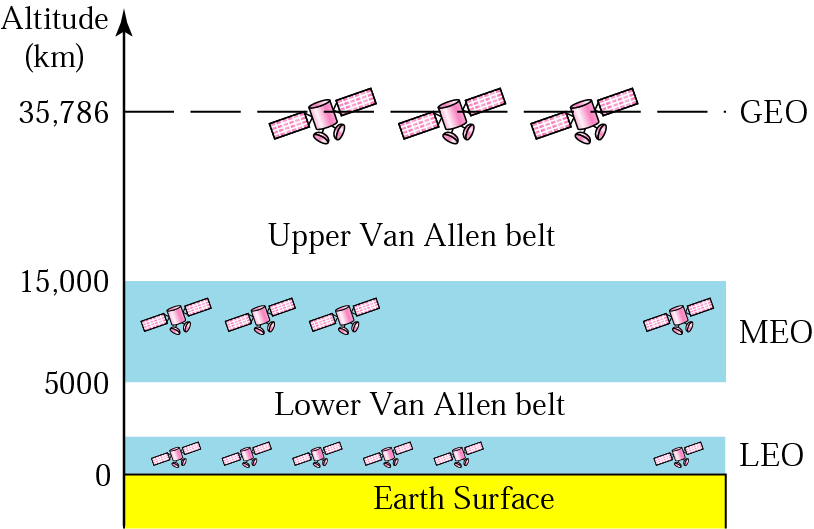 Altitude
(km)
35,786
GEO
Upper Van Allen belt
15,000
MEO
5000
Lower Van Allen belt
LEO
0
Earth Surface